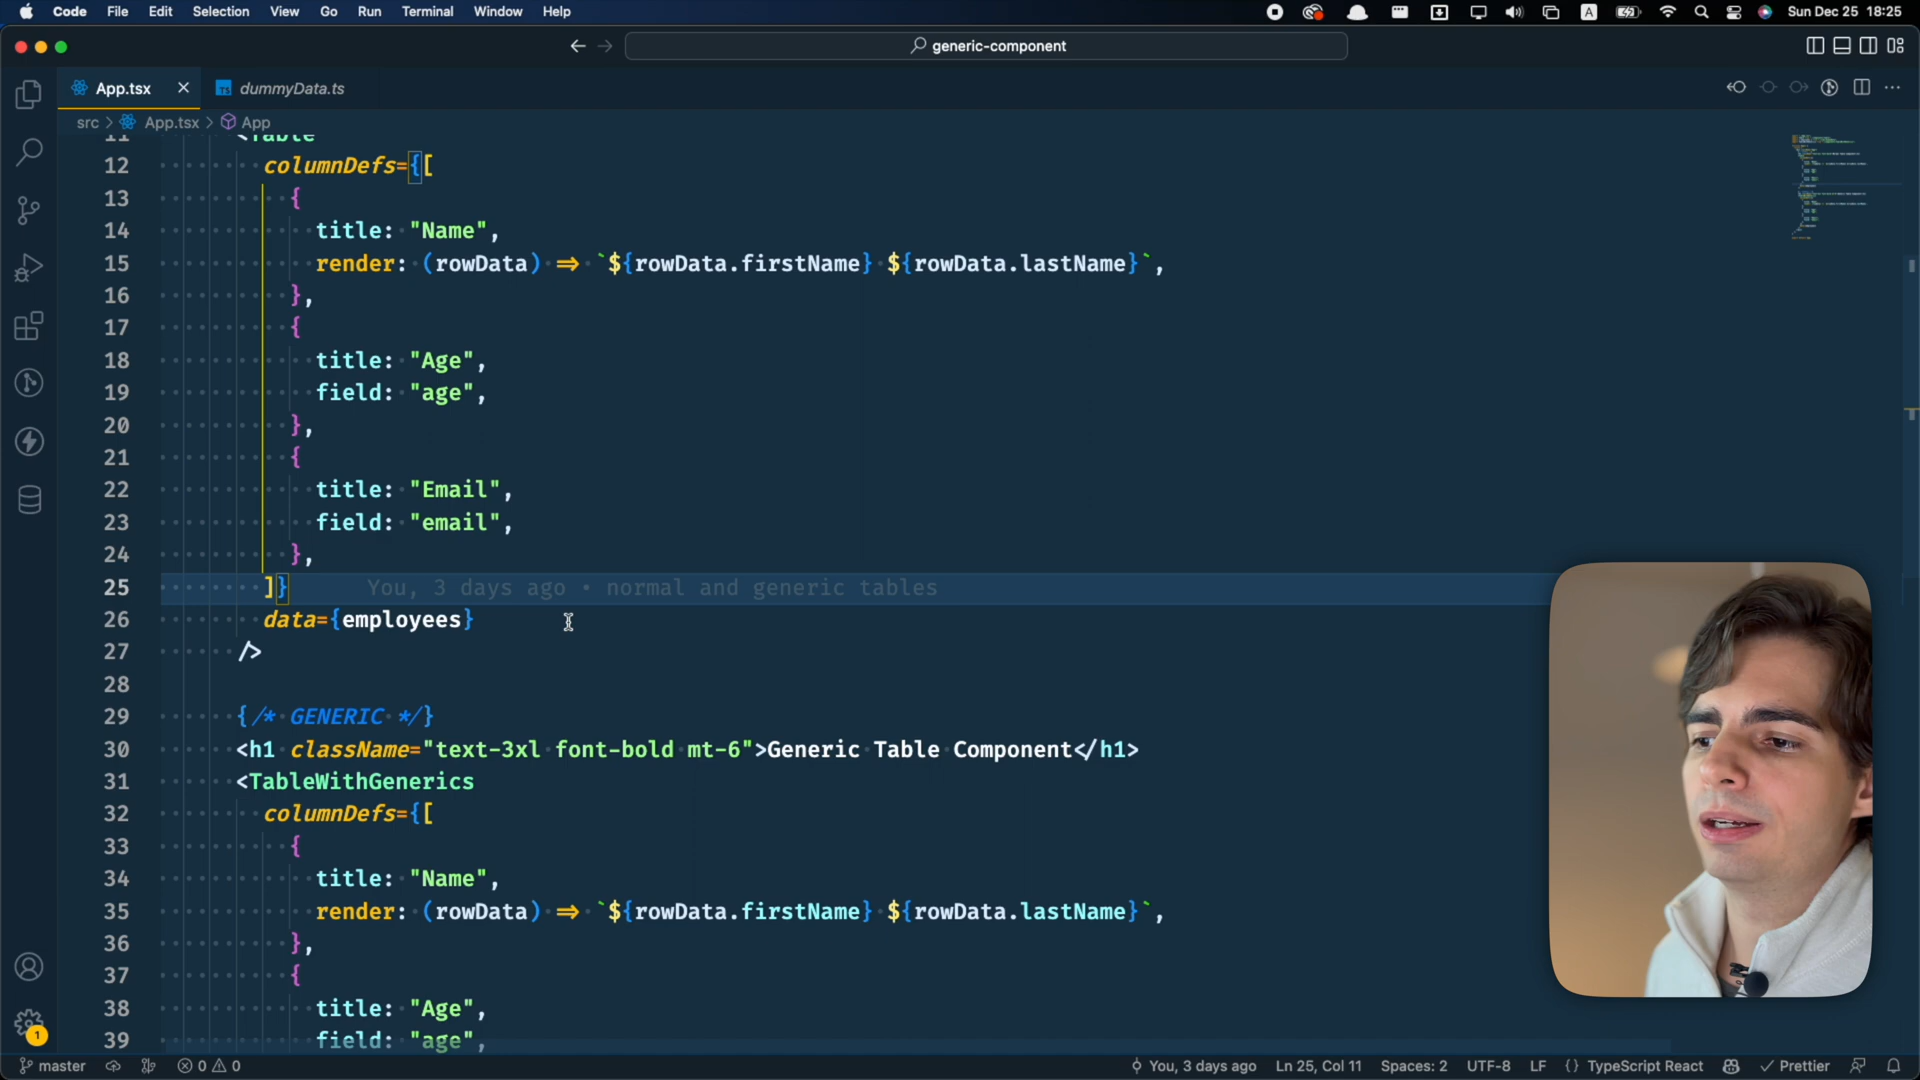 Code File Edit Selection View Go Run Terminal Window Help A Sun Dec 25 18:25
generic-component
App.tsx TS dummyData.ts
src > App.tsx > App
11 <Table
12 columnDefs={[
13 {
14 title: "Name",
15 render: (rowData) ⇒ `${rowData.firstName} ${rowData.lastName}`,
16 },
17 {
18 title: "Age",
19 field: "age",
20 },
21 {
22 title: "Email",
23 field: "email",
24 },
25 ]} You, 3 days ago • normal and generic tables
26 data={employees}
27 />
28
29 {/* GENERIC */}
30 <h1 className="text-3xl font-bold mt-6">Generic Table Component</h1>
31 <TableWithGenerics
32 columnDefs={[
33 {
34 title: "Name",
35 render: (rowData) ⇒ `${rowData.firstName} ${rowData.lastName}`,
36 },
37 {
38 title: "Age",
39 field: "age",
1
master 0 0 You, 3 days ago Ln 25, Col 11 Spaces: 2 UTF-8 LF {} TypeScript React Prettier